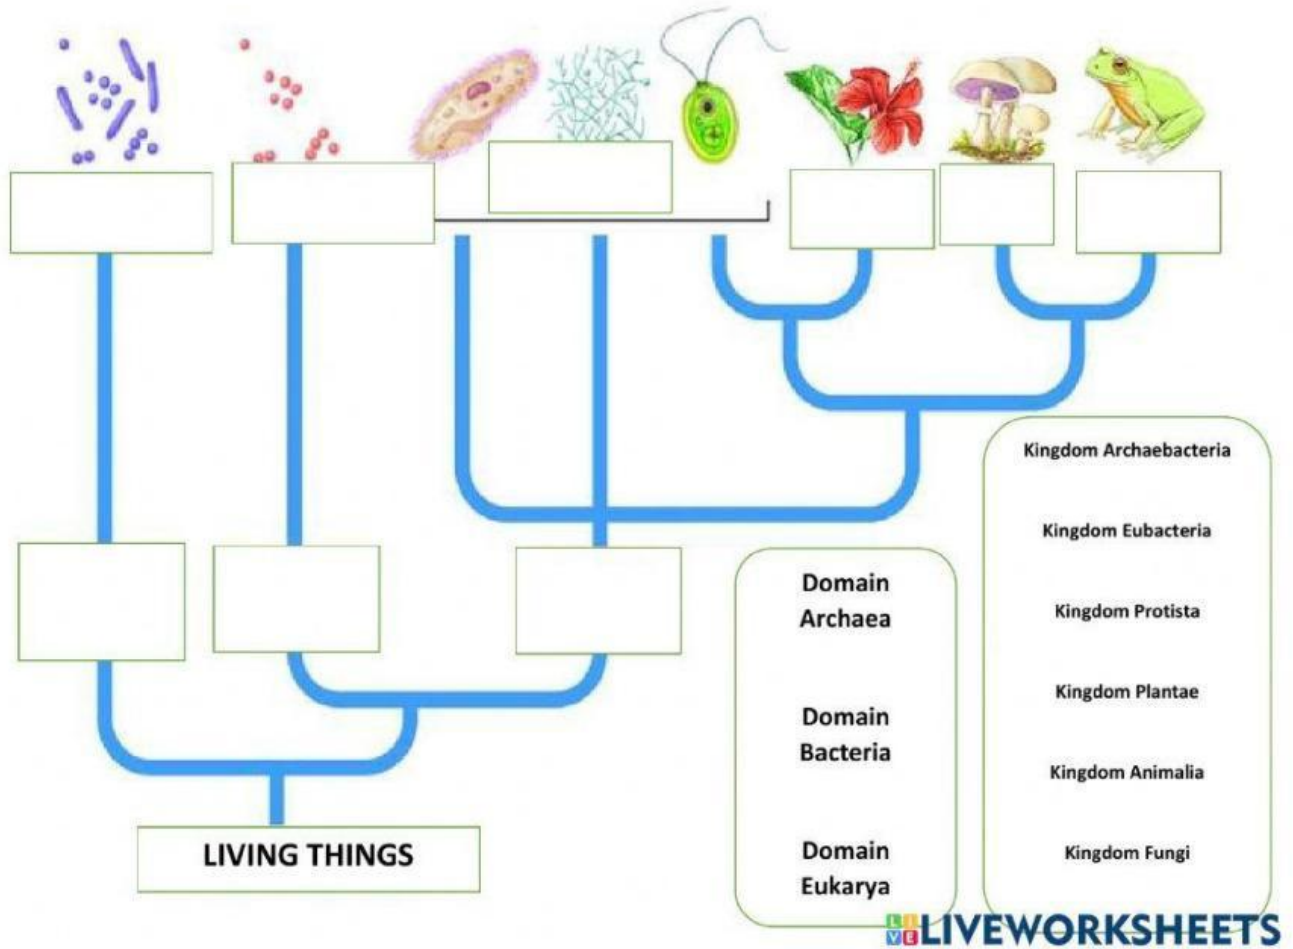 Kingdom Archaebacteria
Kingdom Eubacteria
Kingdom Protista
Kingdom Plantae
Kingdom Animalia
Kingdom Fungi
Domain
Archaea
Domain
Bacteria
Domain
Eukarya
LIVING THINGS
LIVE LIVEWORKSHEETS